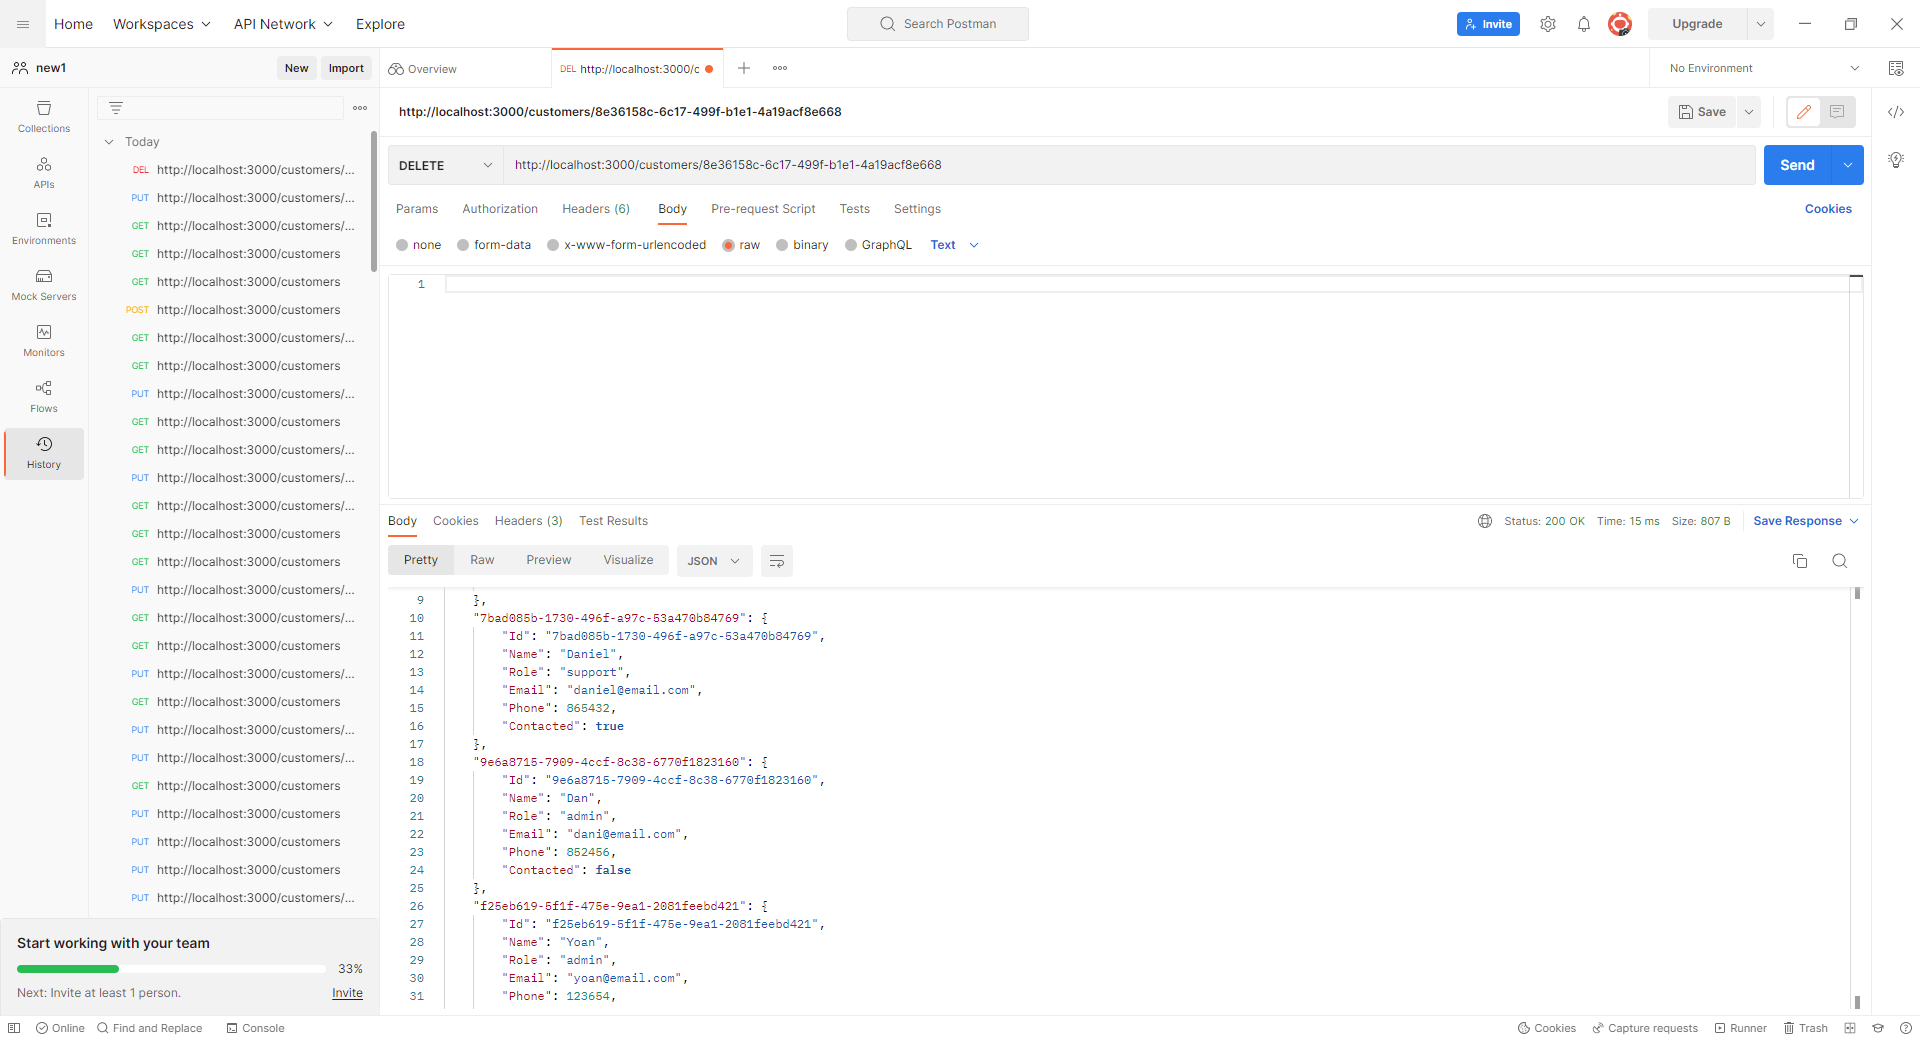 Home Workspaces API Network Explore Search Postman Invite Upgrade
new1 New Import Overview DEL http://localhost:3000/c No Environment
http://localhost:3000/customers/8e36158c-6c17-499f-b1e1-4a19acf8e668 Save
DELETE http://localhost:3000/customers/8e36158c-6c17-499f-b1e1-4a19acf8e668 Send
Params Authorization Headers (6) Body Pre-request Script Tests Settings Cookies
none form-data x-www-form-urlencoded raw binary GraphQL Text
1
Collections
APIs
Environments
Mock Servers
Monitors
Flows
History
Today
DEL http://localhost:3000/customers/...
PUT http://localhost:3000/customers/...
GET http://localhost:3000/customers/...
GET http://localhost:3000/customers
GET http://localhost:3000/customers
POST http://localhost:3000/customers
GET http://localhost:3000/customers/...
GET http://localhost:3000/customers
PUT http://localhost:3000/customers/...
GET http://localhost:3000/customers
GET http://localhost:3000/customers/...
PUT http://localhost:3000/customers/...
GET http://localhost:3000/customers/...
GET http://localhost:3000/customers
GET http://localhost:3000/customers
PUT http://localhost:3000/customers/...
GET http://localhost:3000/customers/...
GET http://localhost:3000/customers
PUT http://localhost:3000/customers/...
GET http://localhost:3000/customers
PUT http://localhost:3000/customers/...
PUT http://localhost:3000/customers/...
GET http://localhost:3000/customers
PUT http://localhost:3000/customers
PUT http://localhost:3000/customers
PUT http://localhost:3000/customers
PUT http://localhost:3000/customers/...
Start working with your team
33%
Next: Invite at least 1 person. Invite
Body Cookies Headers (3) Test Results Status: 200 OK Time: 15 ms Size: 807 B Save Response
Pretty Raw Preview Visualize JSON
9 },
10 "7bad085b-1730-496f-a97c-53a470b84769": {
11 "Id": "7bad085b-1730-496f-a97c-53a470b84769",
12 "Name": "Daniel",
13 "Role": "support",
14 "Email": "daniel@email.com",
15 "Phone": 865432,
16 "Contacted": true
17 },
18 "9e6a8715-7909-4ccf-8c38-6770f1823160": {
19 "Id": "9e6a8715-7909-4ccf-8c38-6770f1823160",
20 "Name": "Dan",
21 "Role": "admin",
22 "Email": "dani@email.com",
23 "Phone": 852456,
24 "Contacted": false
25 },
26 "f25eb619-5f1f-475e-9ea1-2081feebd421": {
27 "Id": "f25eb619-5f1f-475e-9ea1-2081feebd421",
28 "Name": "Yoan",
29 "Role": "admin",
30 "Email": "yoan@email.com",
31 "Phone": 123654,
Online Find and Replace Console Cookies Capture requests Runner Trash